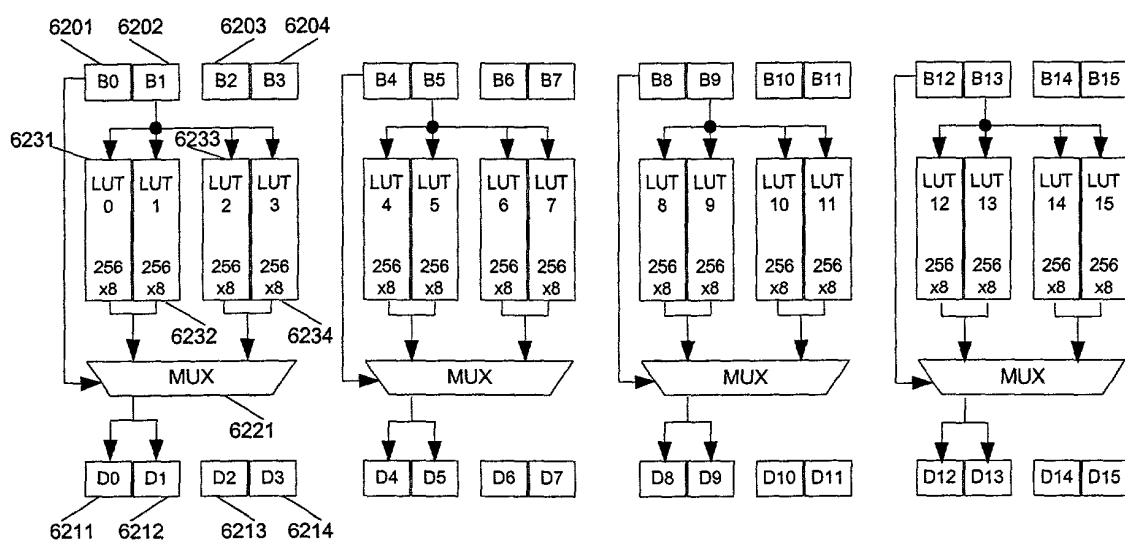 6201 6202 6203 6204
B0 B1 B2 B3 B4 B5 B6 B7 B8 B9 B10 B11 B12 B13 B14 B15
6231 6233
LUT LUT LUT LUT LUT LUT LUT LUT LUT LUT LUT LUT LUT LUT LUT LUT
0 1 2 3 4 5 6 7 8 9 10 11 12 13 14 15
256 256 256 256 256 256 256 256 256 256 256 256 256 256 256 256
x8 x8 x8 x8 x8 x8 x8 x8 x8 x8 x8 x8 x8 x8 x8 x8
6232 6234
MUX MUX MUX MUX
6221
D0 D1 D2 D3 D4 D5 D6 D7 D8 D9 D10 D11 D12 D13 D14 D15
6211 6212 6213 6214